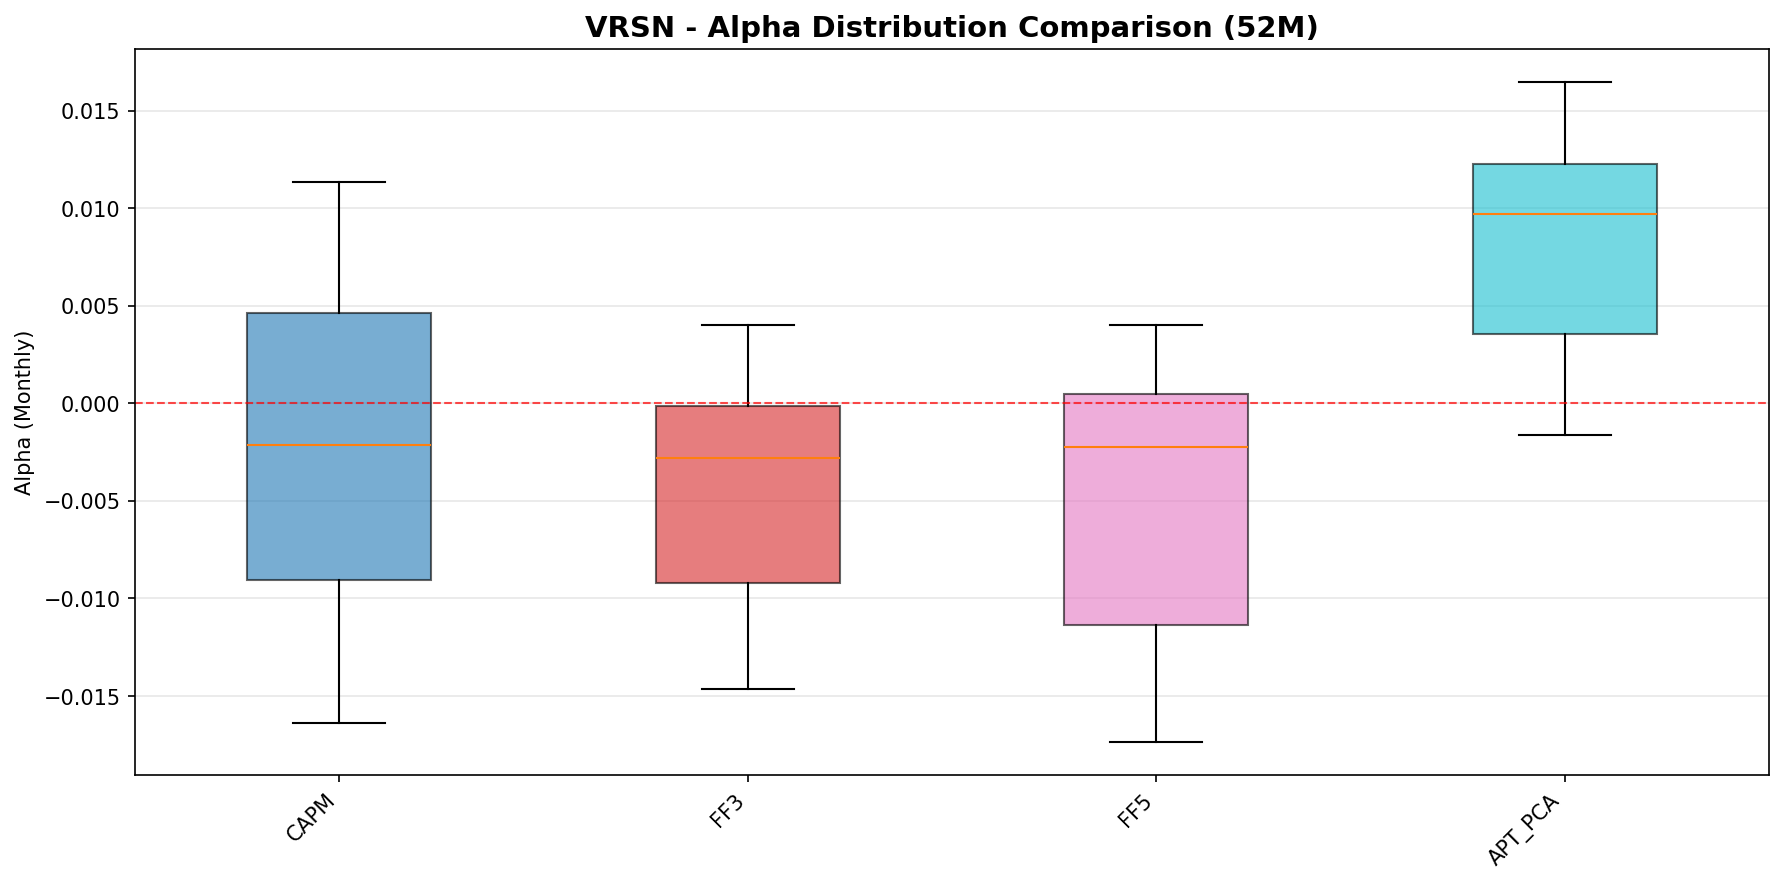 VRSN - Alpha Distribution Comparison (52M)
Alpha (Monthly)
0.015
0.010
0.005
0.000
−0.005
−0.010
−0.015
CAPM
FF3
FF5
APT_PCA